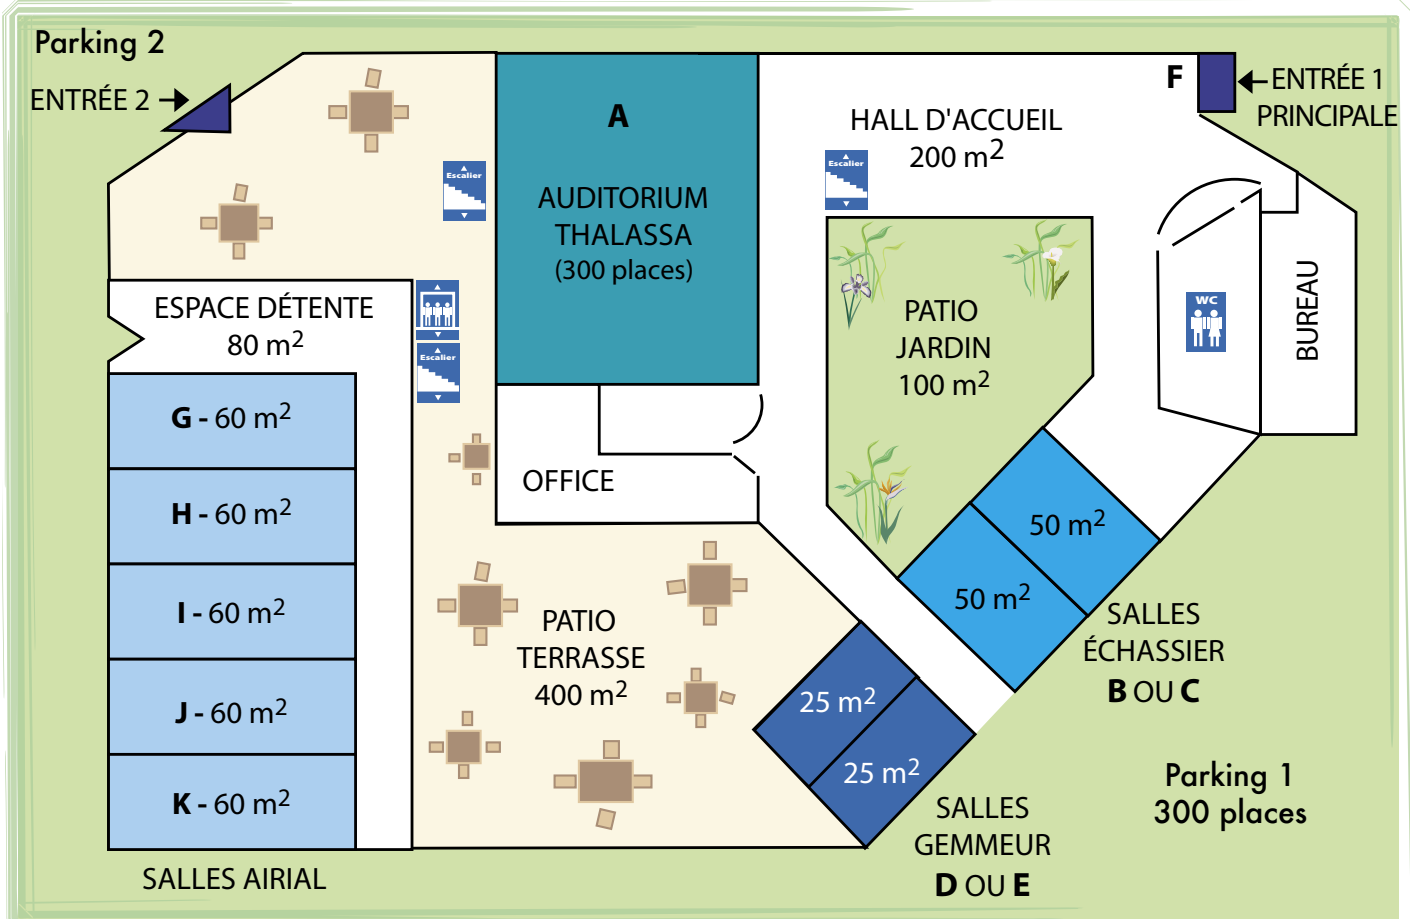 Parking 2
ENTRÉE 2
A
AUDITORIUM
THALASSA
(300 places)
Escalier
HALL D'ACCUEIL
200 m2
Escalier
F
ENTRÉE 1
PRINCIPALE
ESPACE DÉTENTE
80 m2
Escalier
PATIO
JARDIN
100 m2
WC
BUREAU
G - 60 m2
H - 60 m2
I - 60 m2
J - 60 m2
K - 60 m2
SALLES AIRIAL
OFFICE
PATIO
TERRASSE
400 m2
50 m2
50 m2
SALLES
ÉCHASSIER
B OU C
25 m2
25 m2
SALLES
GEMMEUR
D OU E
Parking 1
300 places